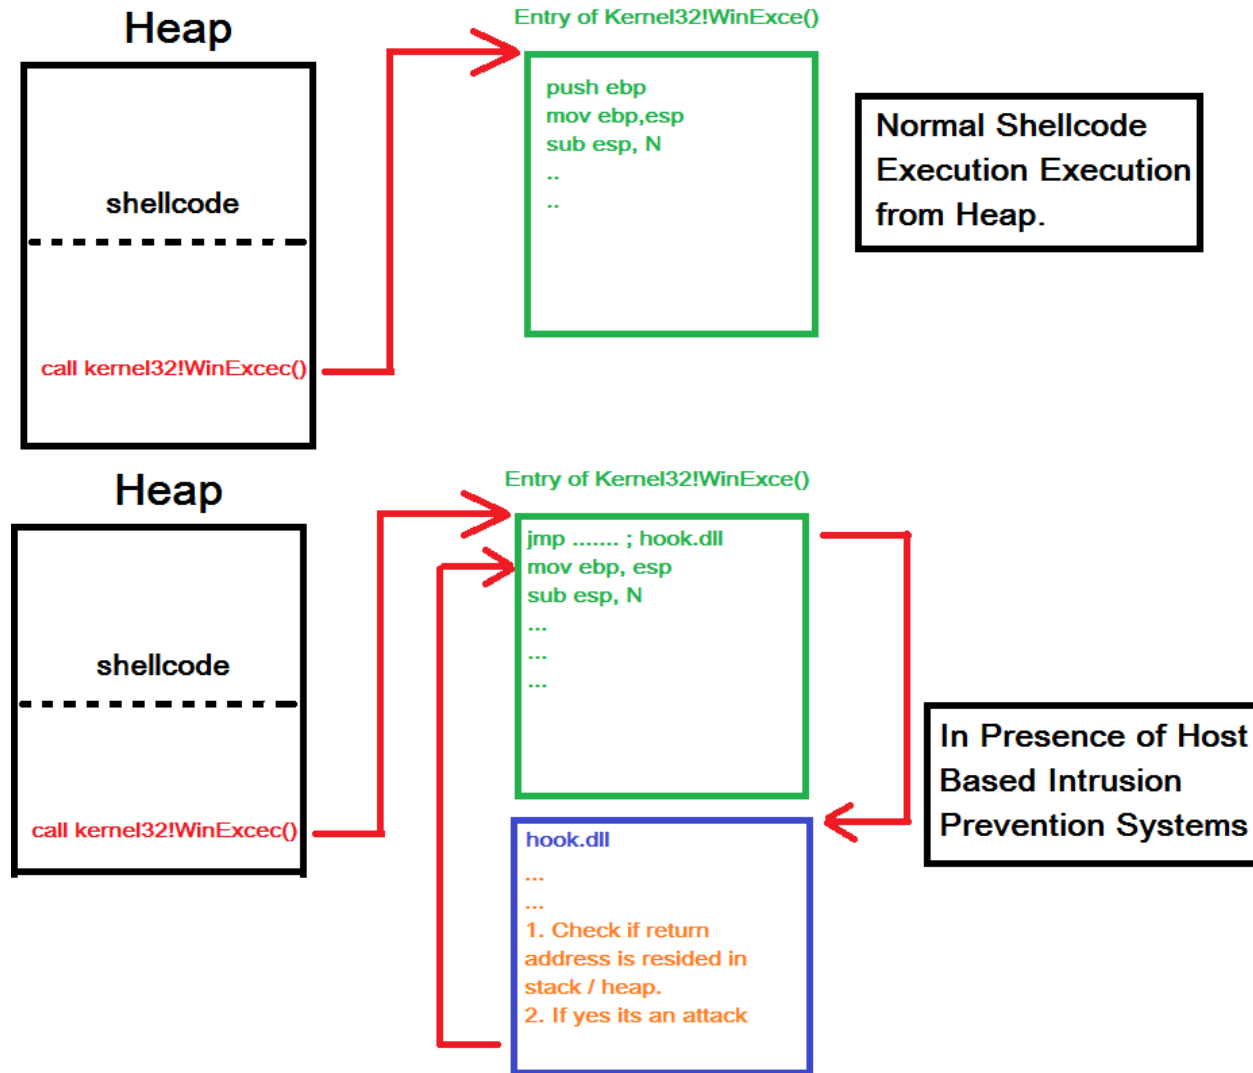 Heap
Entry of Kernel32!WinExce()
push ebp
mov ebp,esp
sub esp, N
..
..
shellcode
call kernel32!WinExcec()
Normal Shellcode
Execution Execution
from Heap.
Heap
Entry of Kernel32!WinExce()
jmp ....... ; hook.dll
mov ebp, esp
sub esp, N
...
...
...
shellcode
call kernel32!WinExcec()
In Presence of Host
Based Intrusion
Prevention Systems
hook.dll
...
...
1. Check if return
address is resided in
stack / heap.
2. If yes its an attack